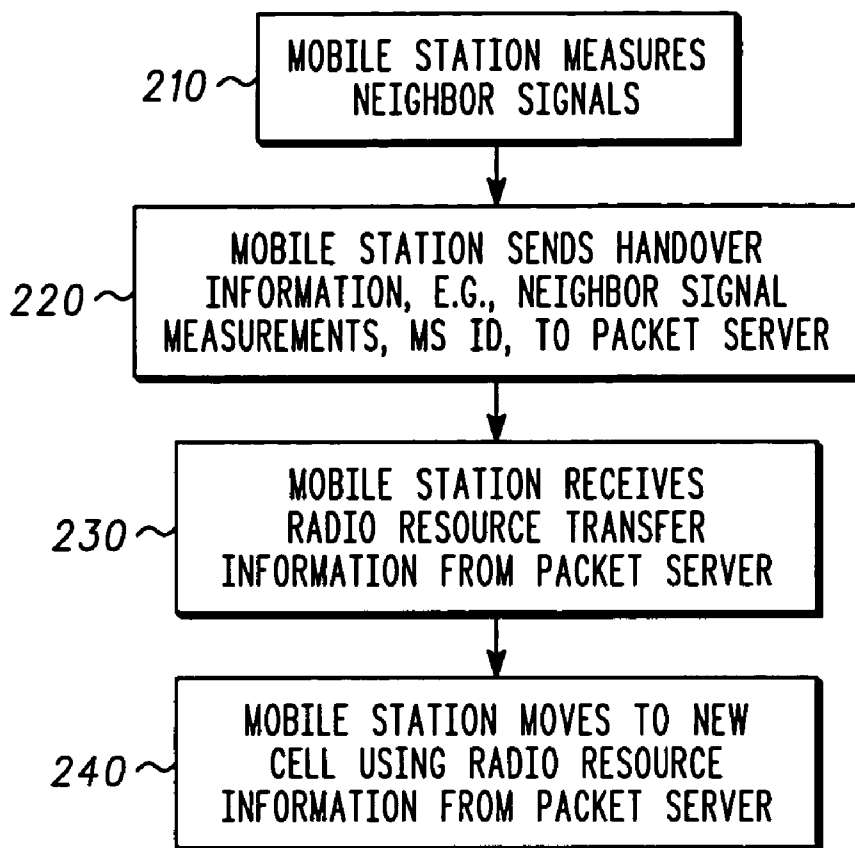 210
MOBILE STATION MEASURES
NEIGHBOR SIGNALS
220
MOBILE STATION SENDS HANDOVER
INFORMATION, E.G., NEIGHBOR SIGNAL
MEASUREMENTS, MS ID, TO PACKET SERVER
230
MOBILE STATION RECEIVES
RADIO RESOURCE TRANSFER
INFORMATION FROM PACKET SERVER
240
MOBILE STATION MOVES TO NEW
CELL USING RADIO RESOURCE
INFORMATION FROM PACKET SERVER